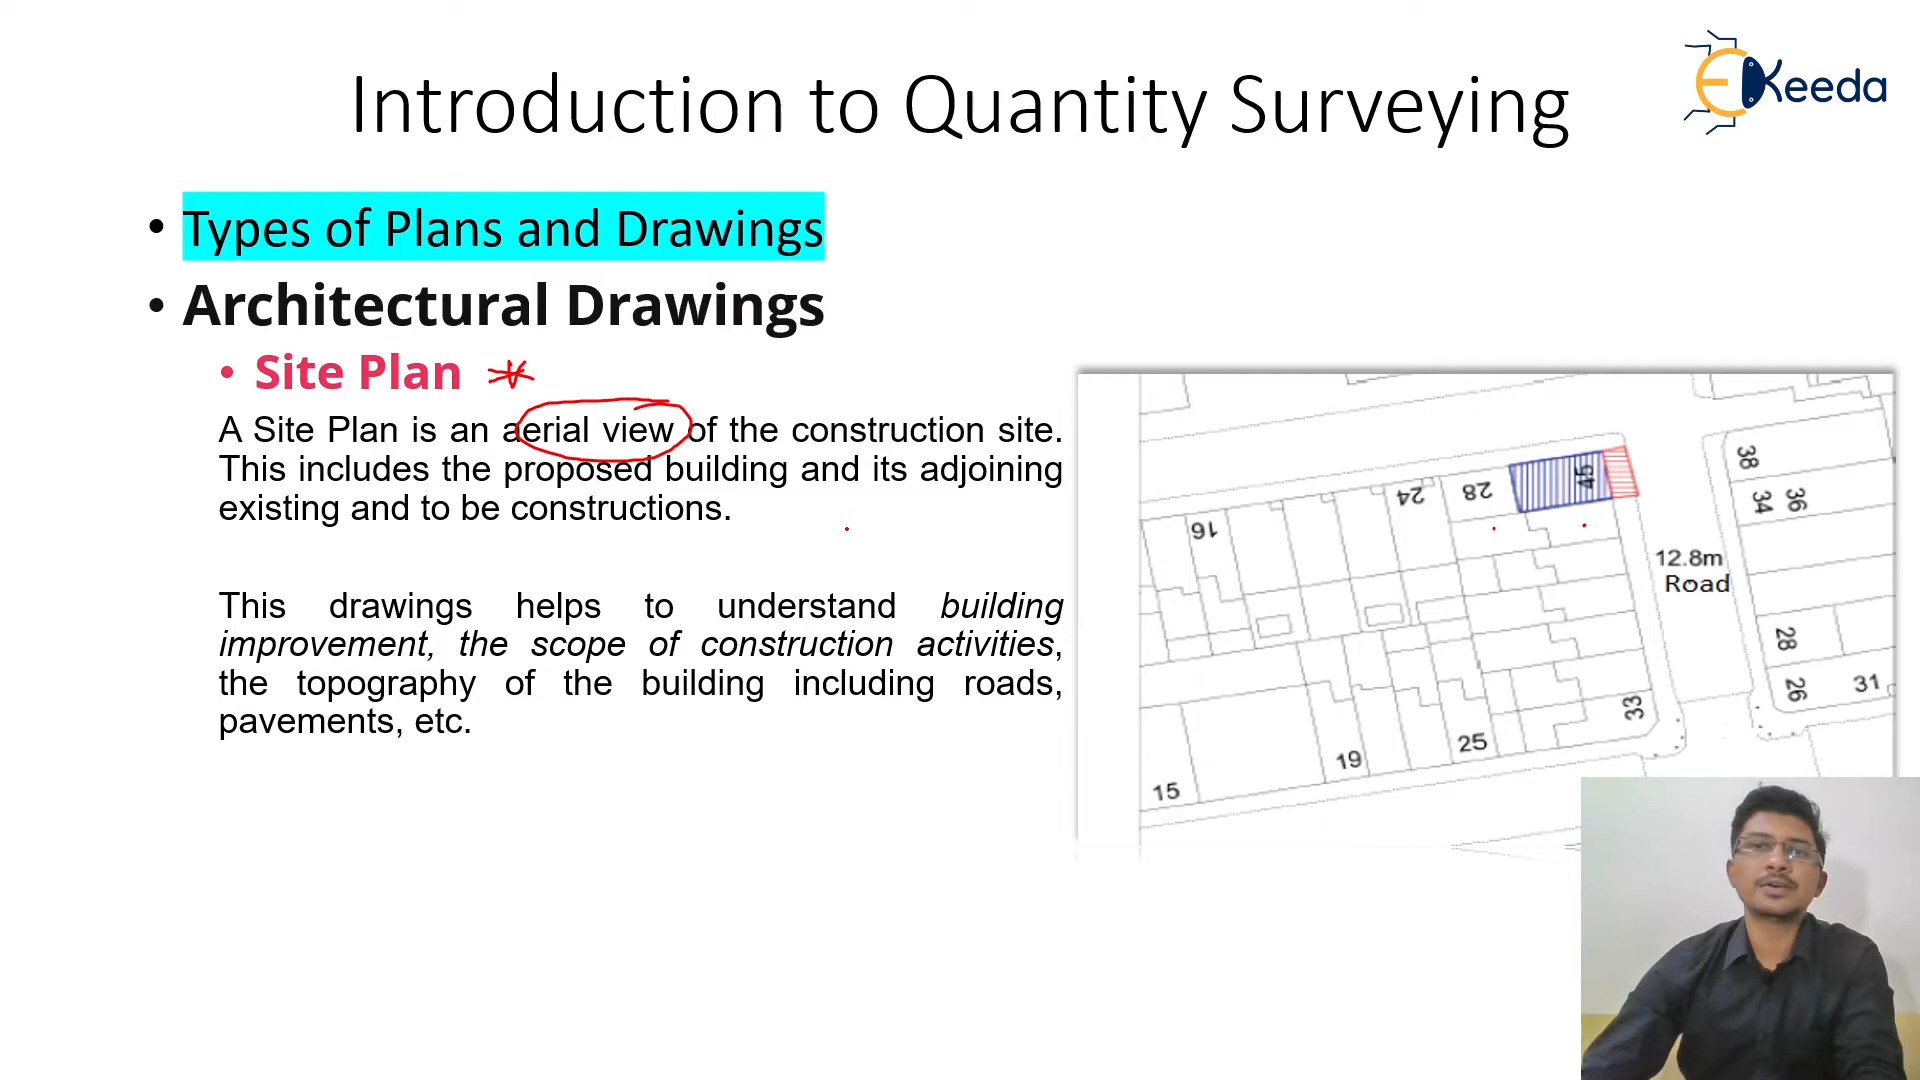 Introduction to Quantity Surveying
EKeeda
• Types of Plans and Drawings
• Architectural Drawings
• Site Plan
A Site Plan is an aerial view of the construction site.
This includes the proposed building and its adjoining
existing and to be constructions.
This drawings helps to understand building
improvement, the scope of construction activities,
the topography of the building including roads,
pavements, etc.
16
24
28
45
38
34
36
12.8m
Road
28
26
31
33
25
19
15